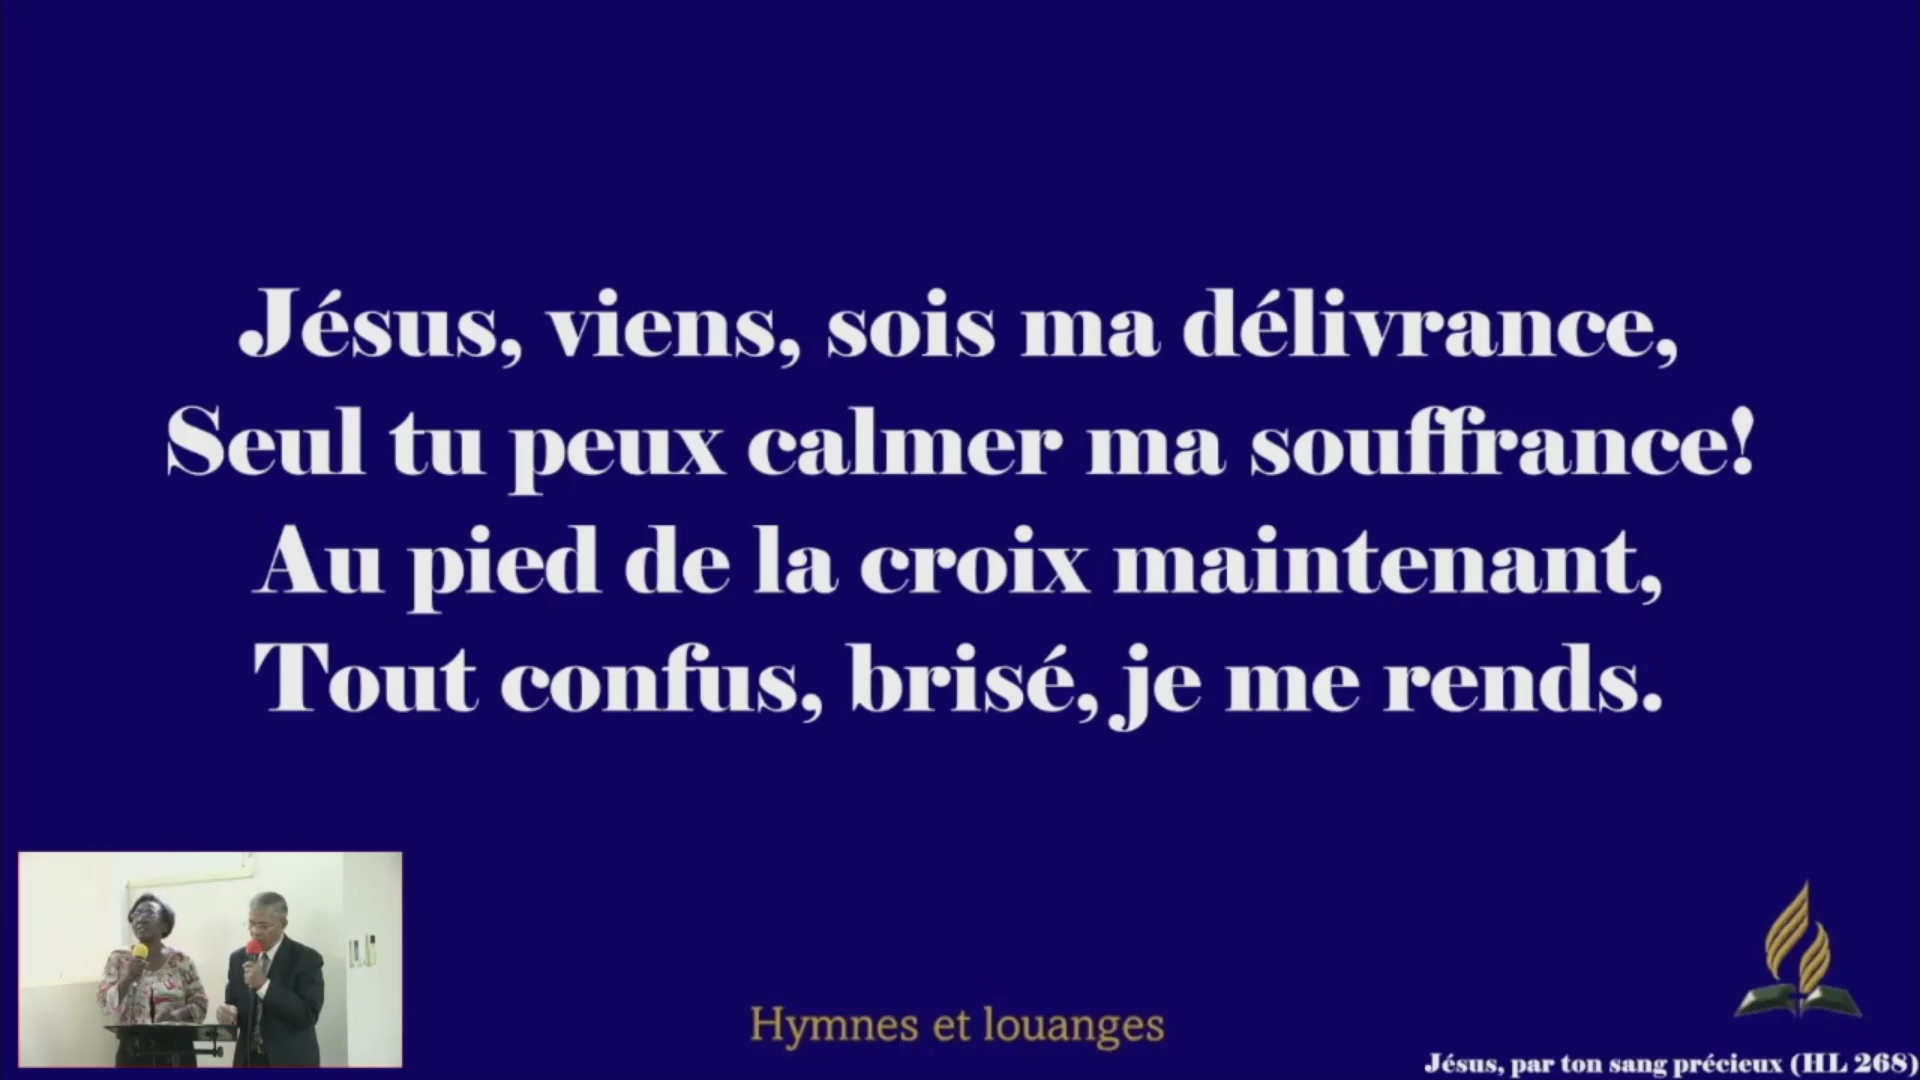 Jésus, viens, sois ma délivrance,
Seul tu peux calmer ma souffrance!
Au pied de la croix maintenant,
Tout confus, brisé, je me rends.
Hymnes et louanges
Jésus, par ton sang précieux (HL 268)